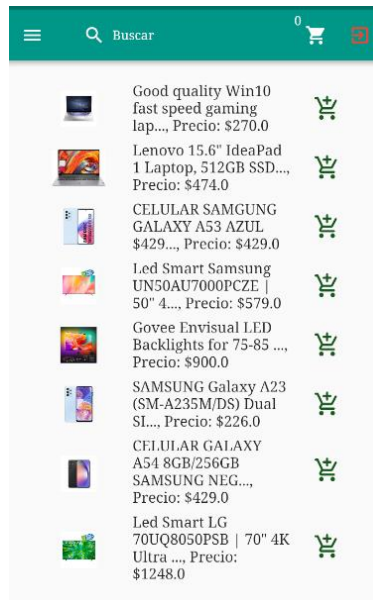 0
Buscar
Good quality Win10
fast speed gaming
lap..., Precio: $270.0
Lenovo 15.6" IdeaPad
1 Laptop, 512GB SSD...,
Precio: $474.0
CELULAR SAMGUNG
GALAXY A53 AZUL
$429..., Precio: $429.0
Led Smart Samsung
UN50AU7000PCZE |
50" 4..., Precio: $579.0
Govee Envisual LED
Backlights for 75-85 ...,
Precio: $900.0
SAMSUNG Galaxy A23
(SM-A235M/DS) Dual
SI..., Precio: $226.0
CELULAR GALAXY
A54 8GB/256GB
SAMSUNG NEG...,
Precio: $429.0
Led Smart LG
70UQ8050PSB | 70" 4K
Ultra ..., Precio:
$1248.0